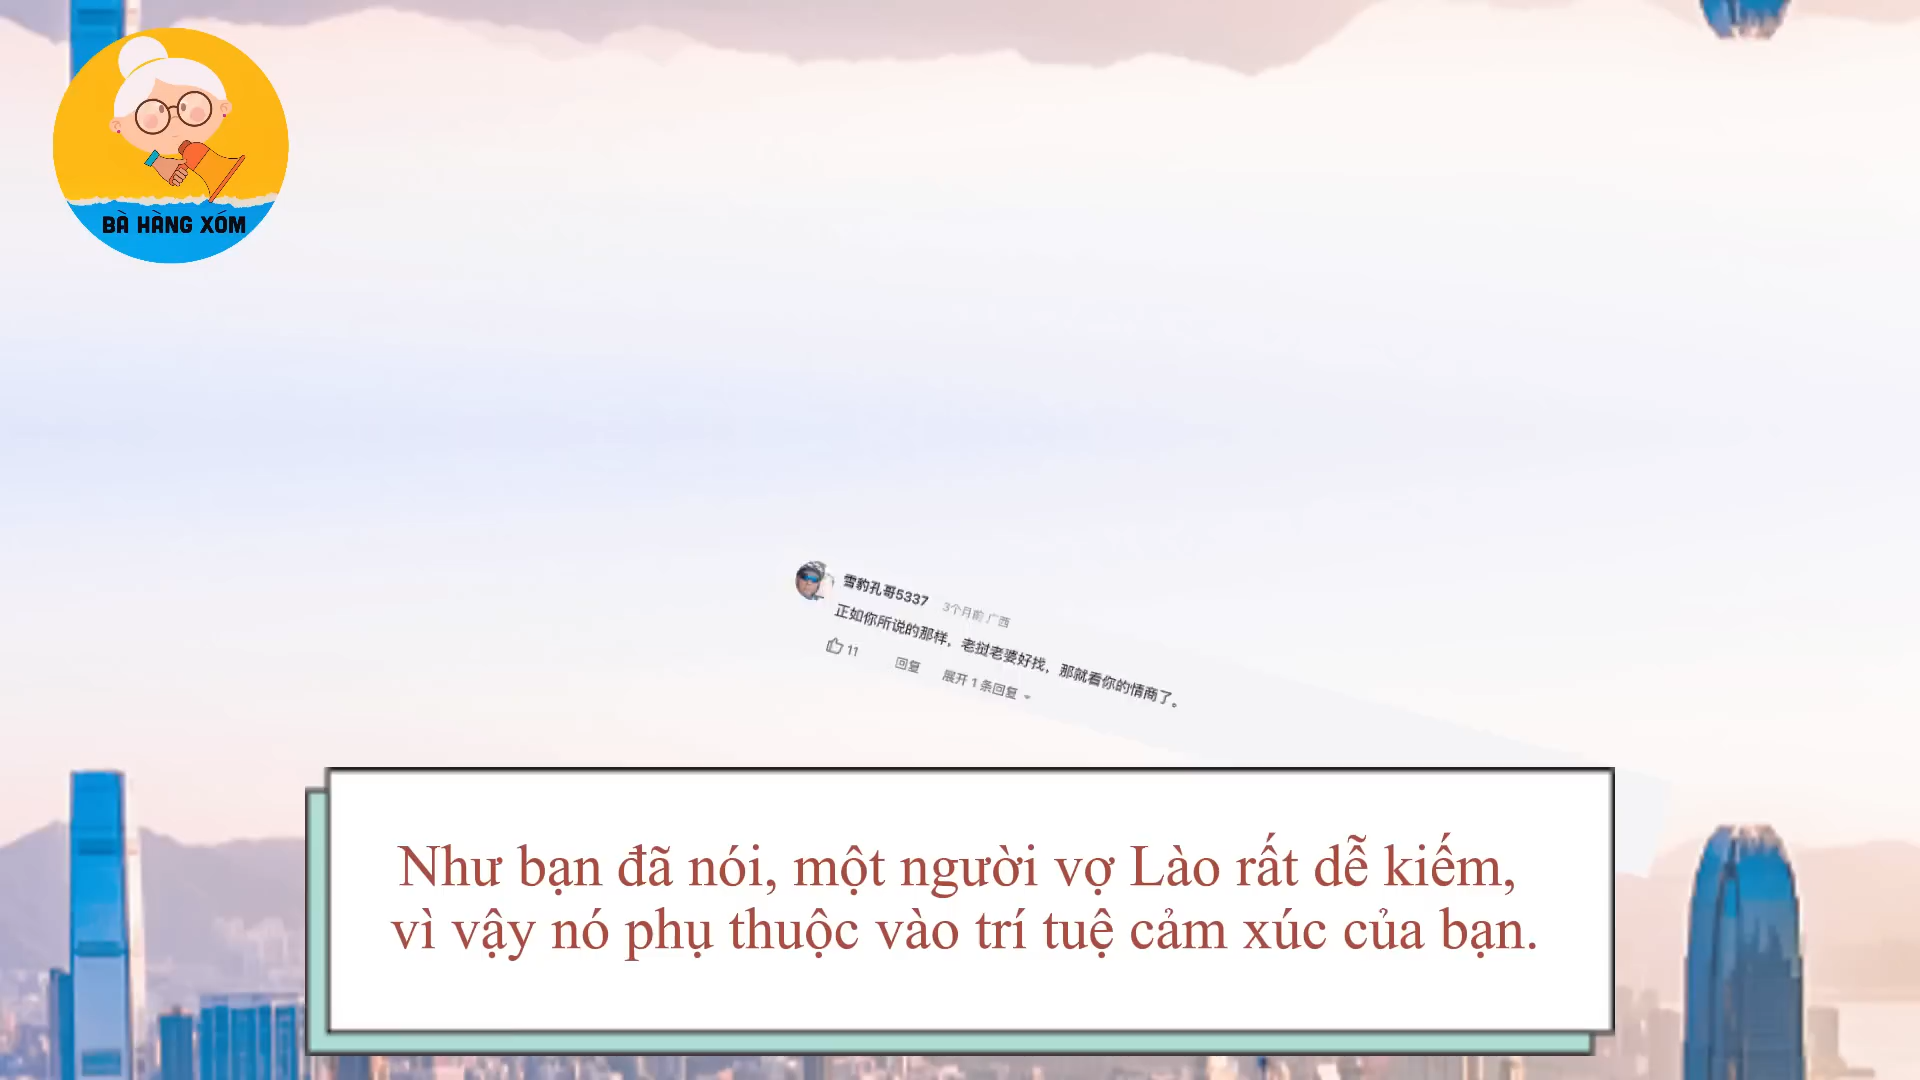 BÀ HÀNG XÓM
雪豹孔哥5337 3个月前 广西
正如你所说的那样，老挝老婆好找，那就看你的情商了。
11 回复 展开 1 条回复
Như bạn đã nói, một người vợ Lào rất dễ kiếm,
vì vậy nó phụ thuộc vào trí tuệ cảm xúc của bạn.